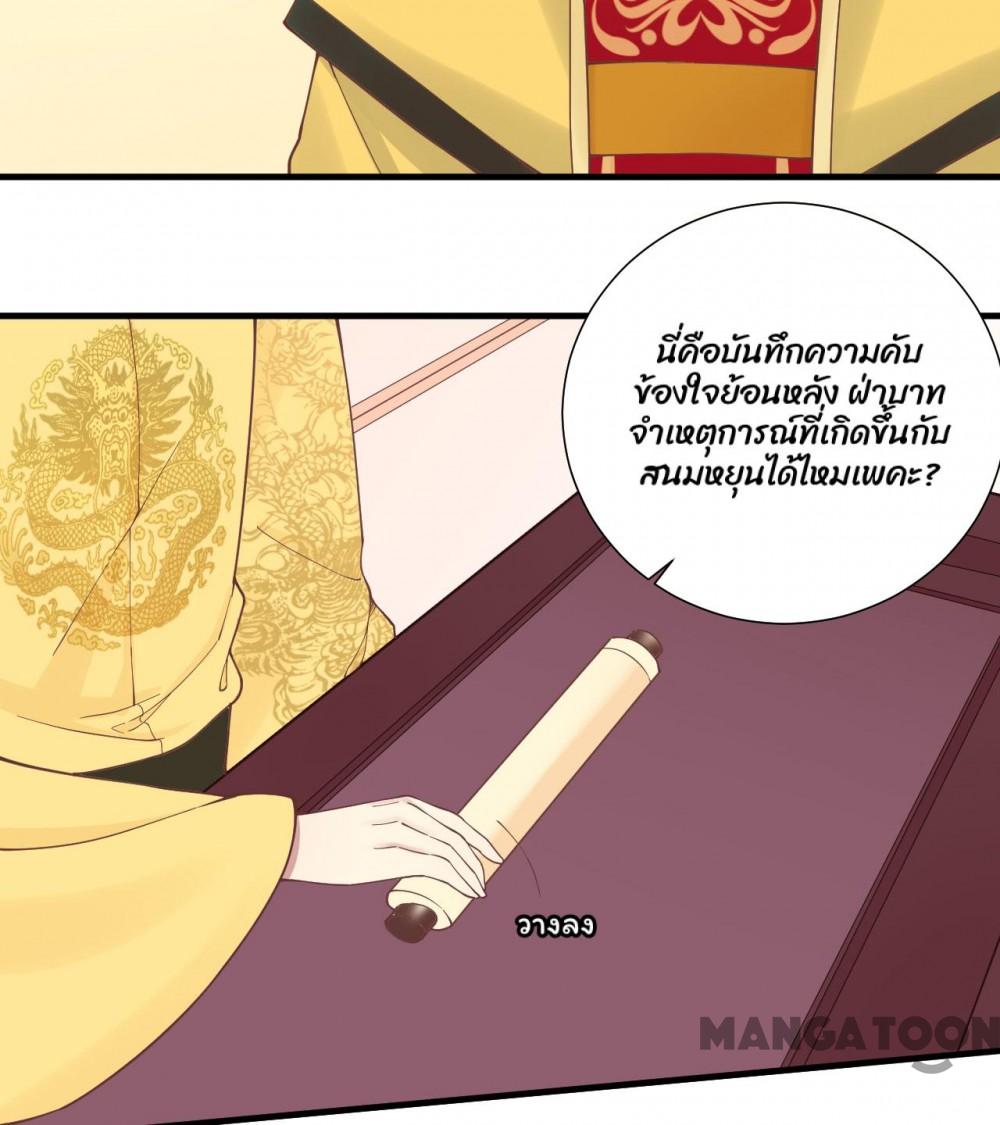 นี่คือบันทึกความคับ
ข้องใจย้อนหลัง ฝ่าบาท
จำเหตุการณ์ที่เกิดขึ้นกับ
สนมหยุนได้ไหมเพคะ?
วางลง
MANGATOON